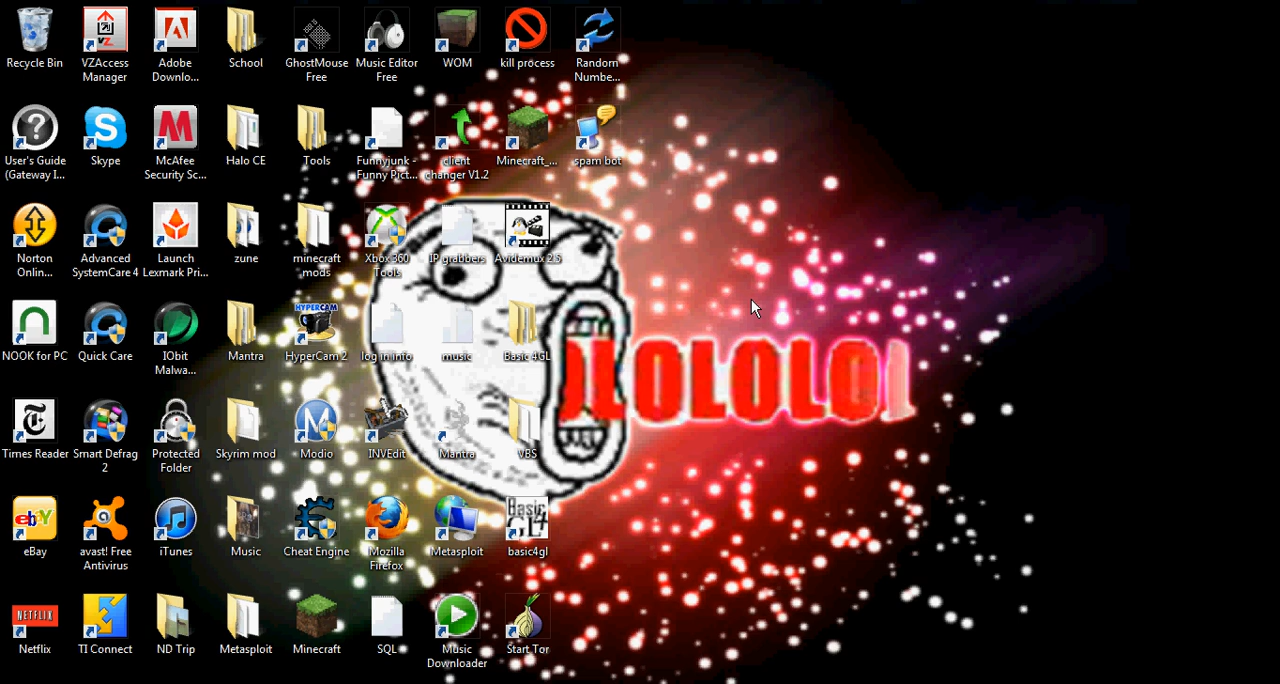 Recycle Bin
VZAccess
Manager
Adobe
Downlo...
School
GhostMouse
Free
Music Editor
Free
WOM
kill process
Random
Numbe...
User's Guide
(Gateway I...
Skype
McAfee
Security Sc...
Halo CE
Tools
Funnyjunk -
Funny Pict...
client
changer V1.2
Minecraft_...
spam bot
Norton
Onlin...
Advanced
SystemCare 4
Launch
Lexmark Pri...
zune
minecraft
mods
Xbox 360
Tools
IP grabbers
Avidemux 2.5
NOOK for PC
Quick Care
IObit
Malwa...
Mantra
HYPERCAM
HyperCam 2
log in info
music
Basic 4GL
LOLOLOL
Times Reader
Smart Defrag
2
Protected
Folder
Skyrim mod
Modio
INVEdit
Mantra
VBS
ebY
eBay
avast! Free
Antivirus
iTunes
Music
Cheat Engine
Mozilla
Firefox
Metasploit
Basic
4GL
basic4gl
NETFLIX
Netflix
TI Connect
ND Trip
Metasploit
Minecraft
SQL
Music
Downloader
Start Tor